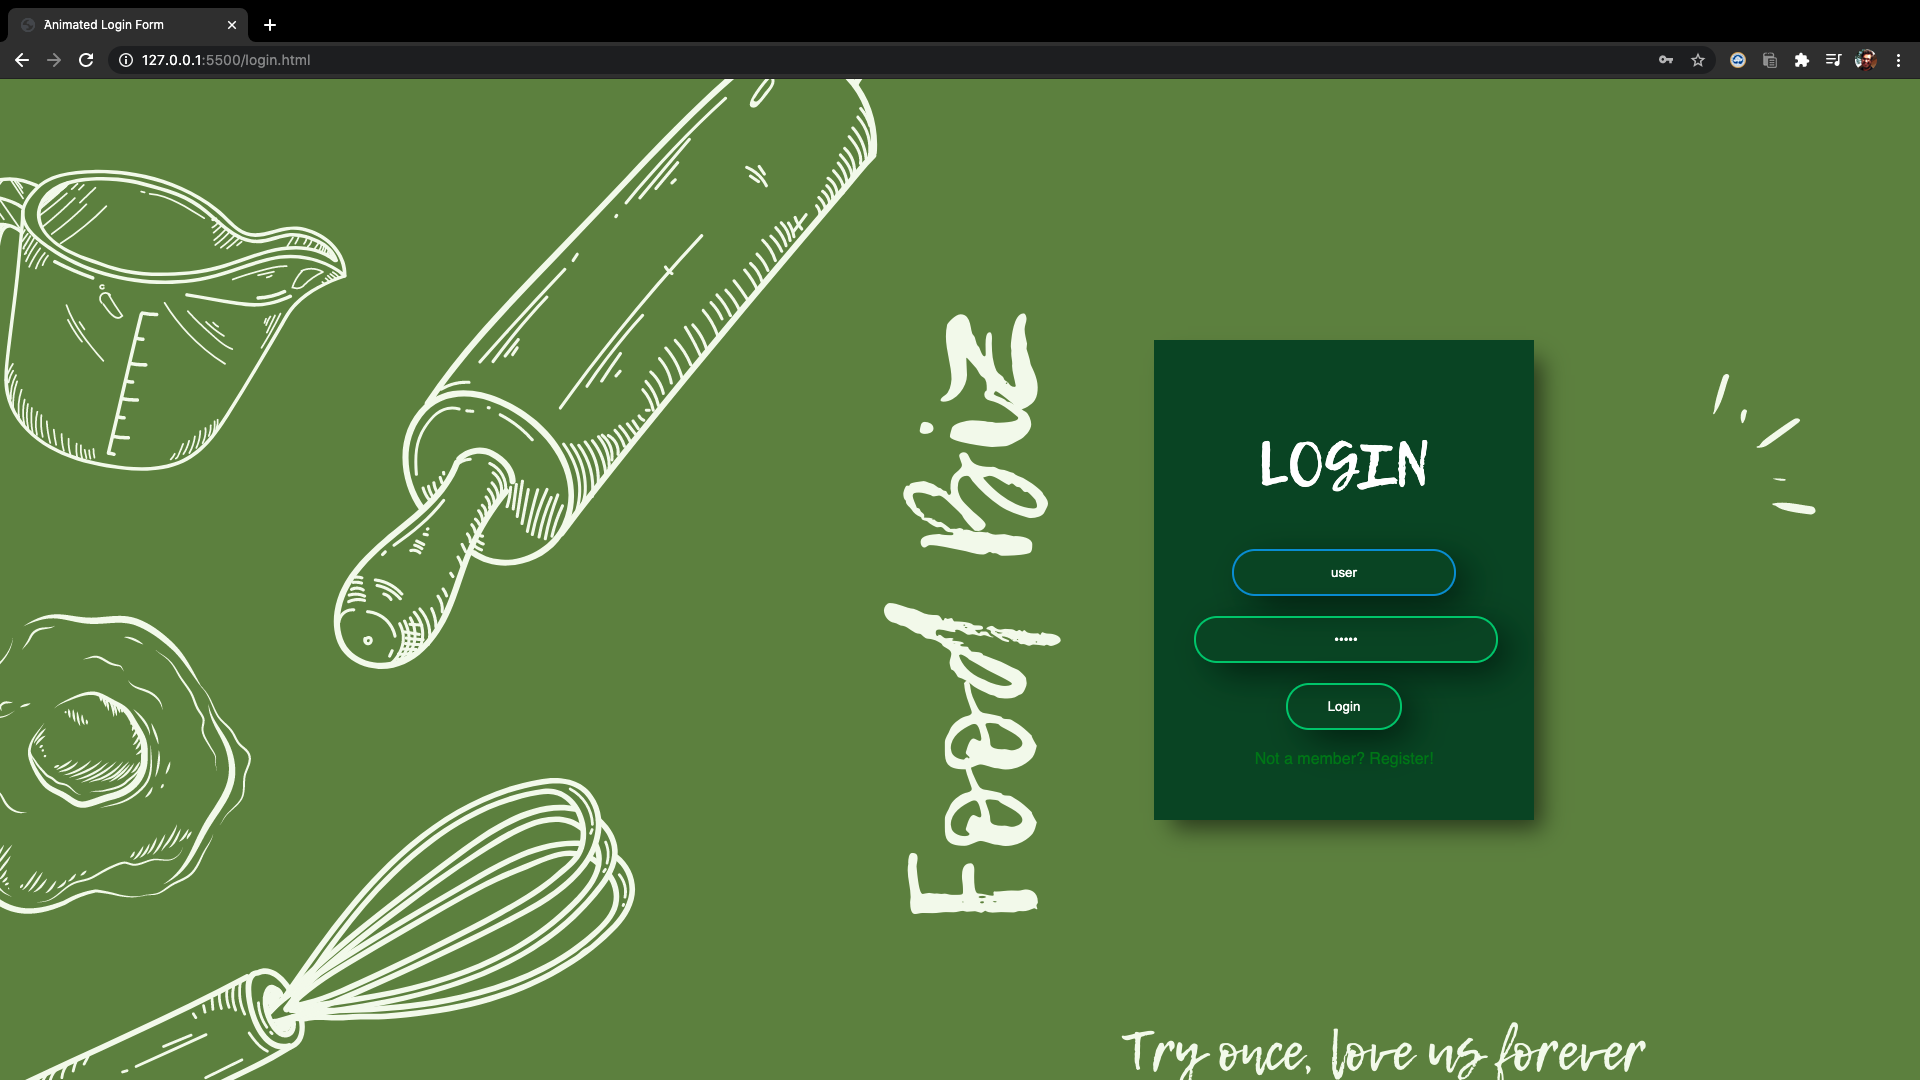 Animated Login Form
127.0.0.1:5500/login.html
Food Biz
LOGIN
user
•••••
Login
Not a member? Register!
Try once, love us forever